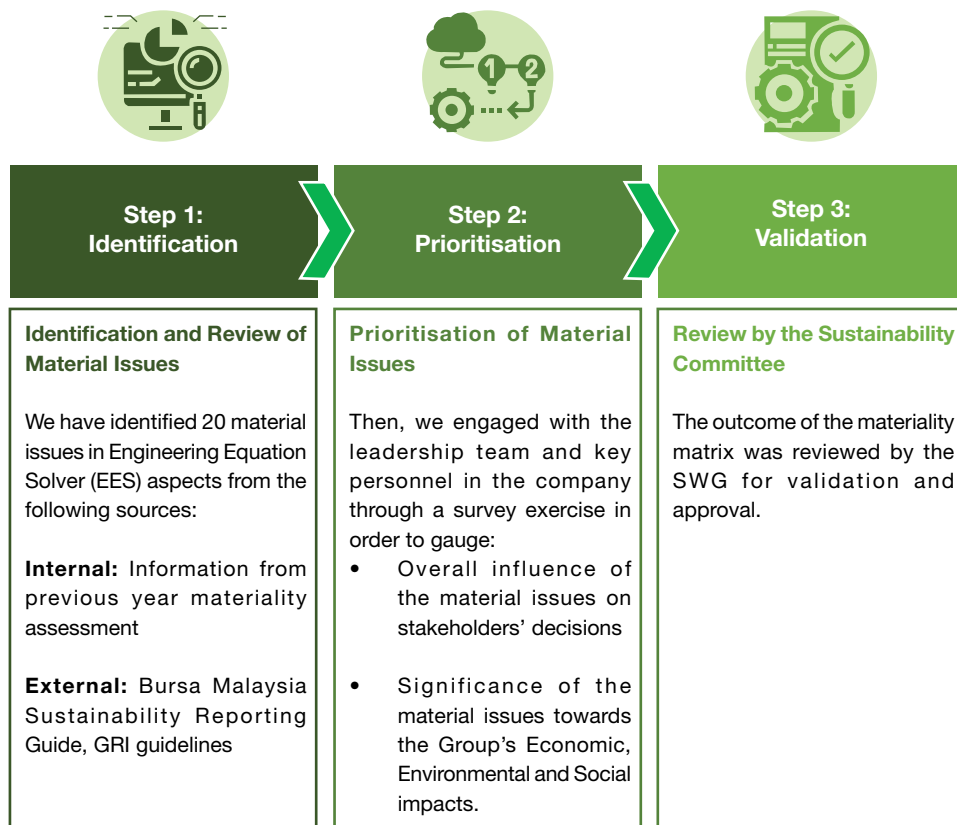 1 2
Step 1:
Identification
Step 2:
Prioritisation
Step 3:
Validation
Identification and Review of
Material Issues
We have identified 20 material
issues in Engineering Equation
Solver (EES) aspects from the
following sources:
Internal: Information from
previous year materiality
assessment
External: Bursa Malaysia
Sustainability Reporting
Guide, GRI guidelines
Prioritisation of Material
Issues
Then, we engaged with the
leadership team and key
personnel in the company
through a survey exercise in
order to gauge:
• Overall influence of
the material issues on
stakeholders’ decisions
• Significance of the
material issues towards
the Group’s Economic,
Environmental and Social
impacts.
Review by the Sustainability
Committee
The outcome of the materiality
matrix was reviewed by the
SWG for validation and
approval.